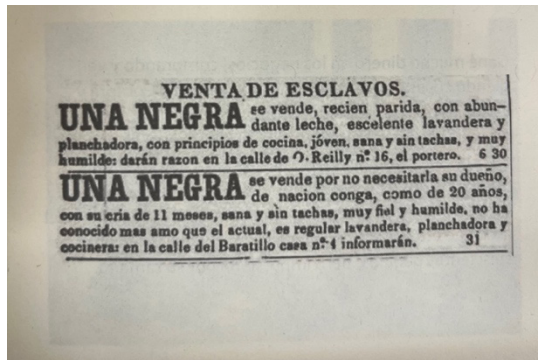 VENTA DE ESCLAVOS.
UNA NEGRA se vende, recien parida, con abun-
dante leche, escelente lavandera y
planchadora, con principios de cocina, jóven, sana y sin tachas, y muy
humilde: darán razon en la calle de O. Reilly n.º 16, el portero. 6 30
UNA NEGRA se vende por no necesitarla su dueño,
de nacion conga, como de 20 años,
con su cria de 11 meses, sana y sin tachas, muy fiel y humilde, no ha
conocido mas amo que el actual, es regular lavandera, planchadora y
cocinera: en la calle del Baratillo casa n.º 4 informarán. 31